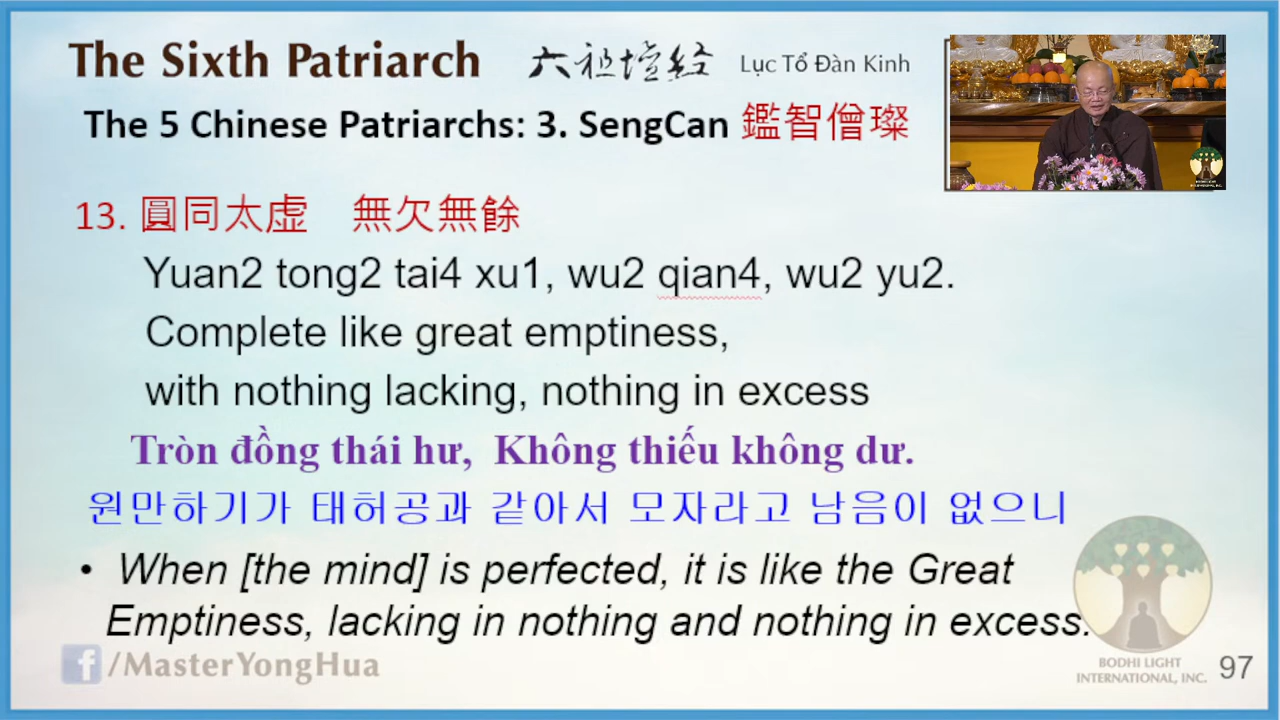 The Sixth Patriarch 六祖壇經 Lục Tổ Đàn Kinh
The 5 Chinese Patriarchs: 3. SengCan 鑑智僧璨
13. 圓同太虛 無欠無餘
Yuan2 tong2 tai4 xu1, wu2 qian4, wu2 yu2.
Complete like great emptiness,
with nothing lacking, nothing in excess
Tròn đồng thái hư, Không thiếu không dư.
원만하기가 태허공과 같아서 모자라고 남음이 없으니
• When [the mind] is perfected, it is like the Great
Emptiness, lacking in nothing and nothing in excess.
f/MasterYongHua
BODHI LIGHT
INTERNATIONAL, INC.
97
BODHI LIGHT
INTERNATIONAL, INC.